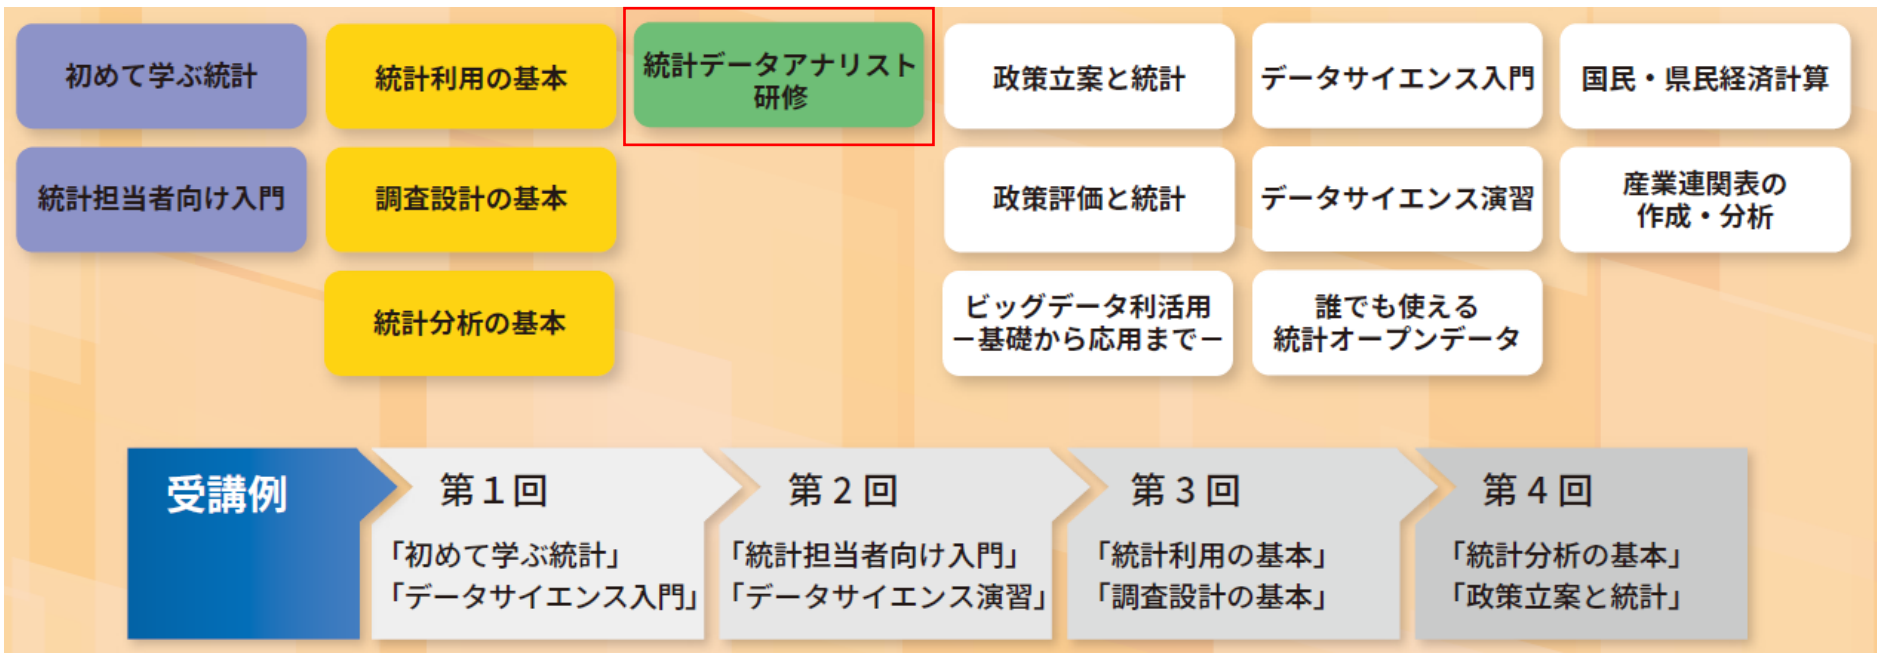 初めて学ぶ統計
統計利用の基本
統計データアナリスト
研修
政策立案と統計
データサイエンス入門
国民・県民経済計算
統計担当者向け入門
調査設計の基本
政策評価と統計
データサイエンス演習
産業連関表の
作成・分析
統計分析の基本
ビッグデータ利活用
－基礎から応用まで－
誰でも使える
統計オープンデータ
受講例
第１回
「初めて学ぶ統計」
「データサイエンス入門」
第２回
「統計担当者向け入門」
「データサイエンス演習」
第３回
「統計利用の基本」
「調査設計の基本」
第４回
「統計分析の基本」
「政策立案と統計」